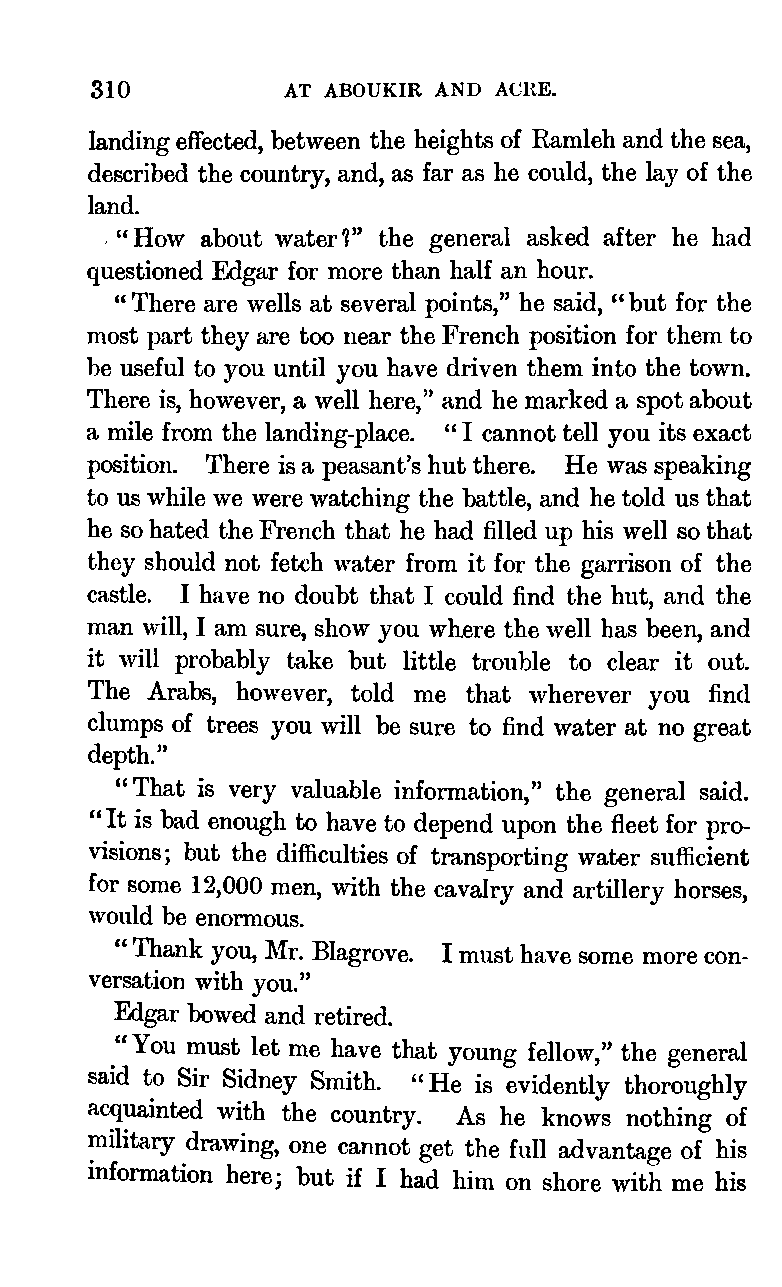 310 AT ABOUKIR AND ACRE.
landing effected, between the heights of Ramleh and the sea,
described the country, and, as far as he could, the lay of the
land.
"How about water?" the general asked after he had
questioned Edgar for more than half an hour.
"There are wells at several points," he said, "but for the
most part they are too near the French position for them to
be useful to you until you have driven them into the town.
There is, however, a well here," and he marked a spot about
a mile from the landing-place. "I cannot tell you its exact
position. There is a peasant's hut there. He was speaking
to us while we were watching the battle, and he told us that
he so hated the French that he had filled up his well so that
they should not fetch water from it for the garrison of the
castle. I have no doubt that I could find the hut, and the
man will, I am sure, show you where the well has been, and
it will probably take but little trouble to clear it out.
The Arabs, however, told me that wherever you find
clumps of trees you will be sure to find water at no great
depth."
"That is very valuable information," the general said.
"It is bad enough to have to depend upon the fleet for pro-
visions; but the difficulties of transporting water sufficient
for some 12,000 men, with the cavalry and artillery horses,
would be enormous.
"Thank you, Mr. Blagrove. I must have some more con-
versation with you."
Edgar bowed and retired.
"You must let me have that young fellow," the general
said to Sir Sidney Smith. "He is evidently thoroughly
acquainted with the country. As he knows nothing of
military drawing, one cannot get the full advantage of his
information here; but if I had him on shore with me his